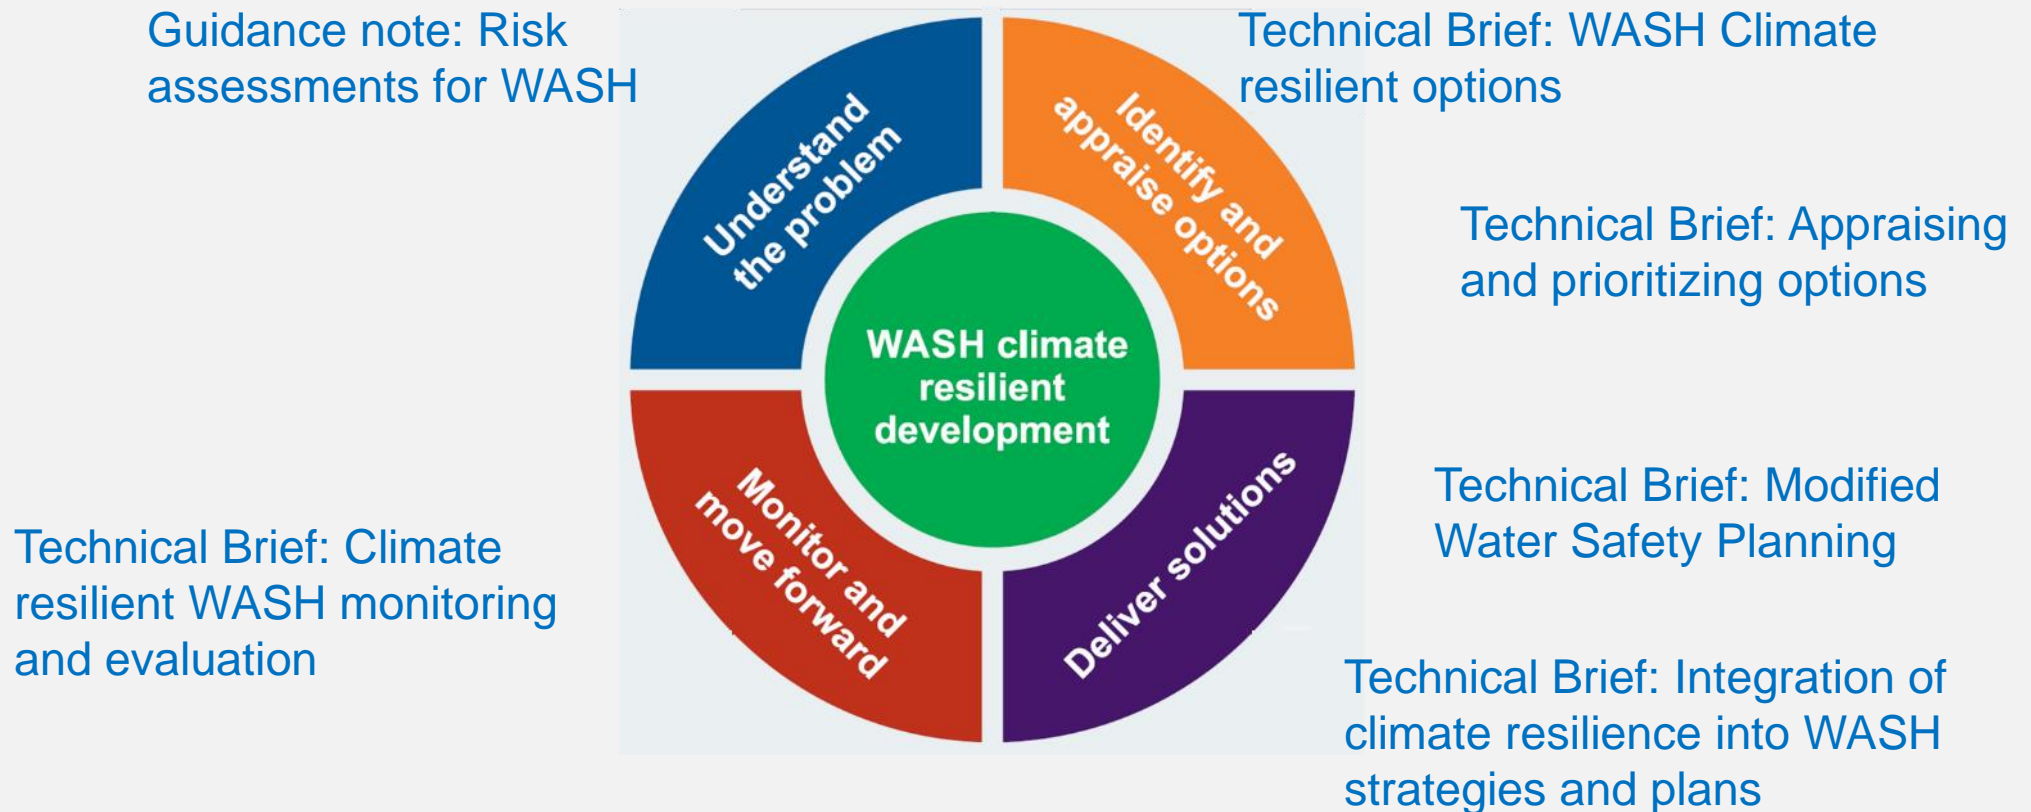 Guidance note: Risk
assessments for WASH
Technical Brief: WASH Climate
resilient options
Understand
the problem
Identify and
appraise options
Technical Brief: Appraising
and prioritizing options
WASH climate
resilient
development
Technical Brief: Modified
Water Safety Planning
Deliver solutions
Monitor and
move forward
Technical Brief: Climate
resilient WASH monitoring
and evaluation
Technical Brief: Integration of
climate resilience into WASH
strategies and plans